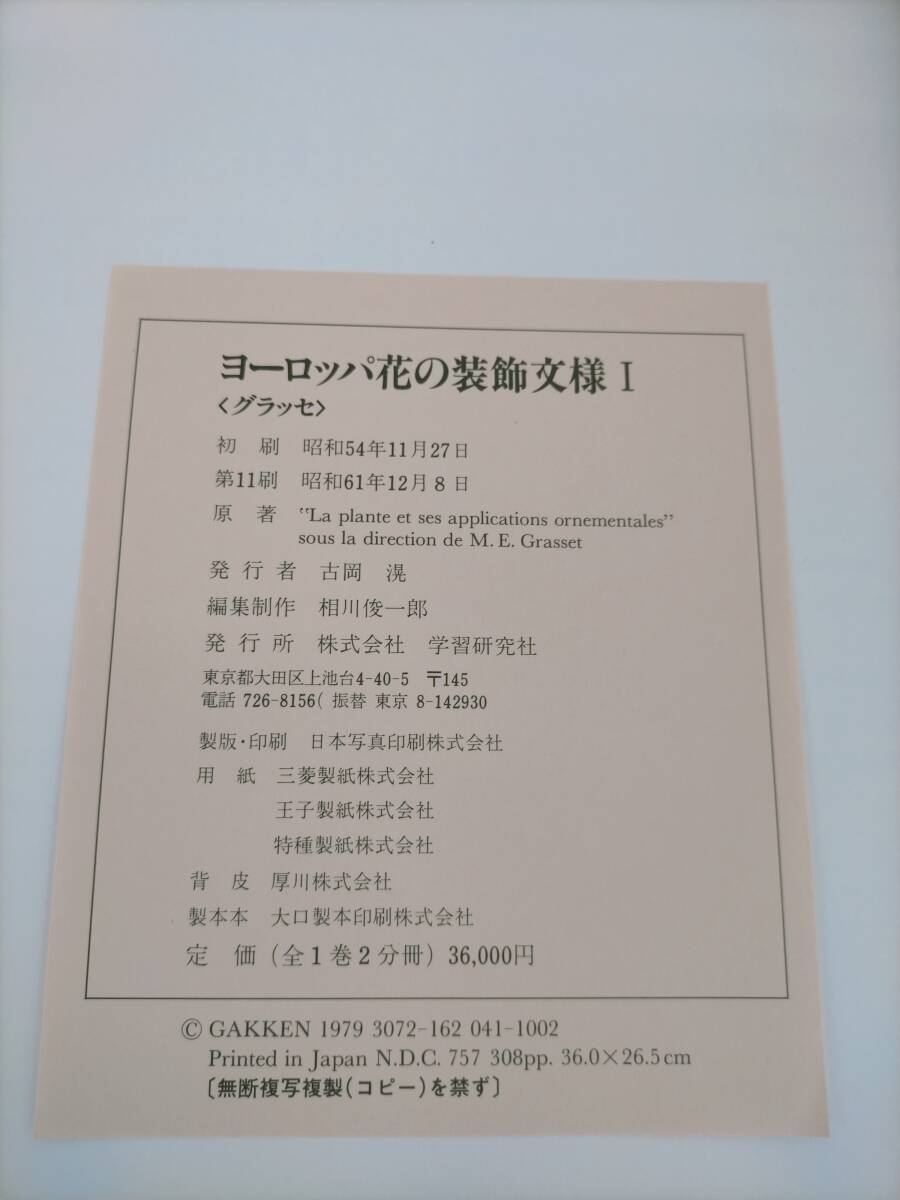 ヨーロッパ花の装飾文様 I
〈グラッセ〉
初 刷 昭和54年11月27日
第11刷 昭和61年12月8日
原 著 “La plante et ses applications ornementales”
sous la direction de M. E. Grasset
発行者 古岡 滉
編集制作 相川俊一郎
発行所 株式会社 学習研究社
東京都大田区上池台4-40-5 〒145
電話 726-8156( 振替 東京 8-142930
製版・印刷 日本写真印刷株式会社
用 紙 三菱製紙株式会社
王子製紙株式会社
特種製紙株式会社
背 皮 厚川株式会社
製本本 大口製本印刷株式会社
定 価 (全1巻2分冊) 36,000円
© GAKKEN 1979 3072-162 041-1002
Printed in Japan N.D.C. 757 308pp. 36.0×26.5cm
〔無断複写複製(コピー)を禁ず〕